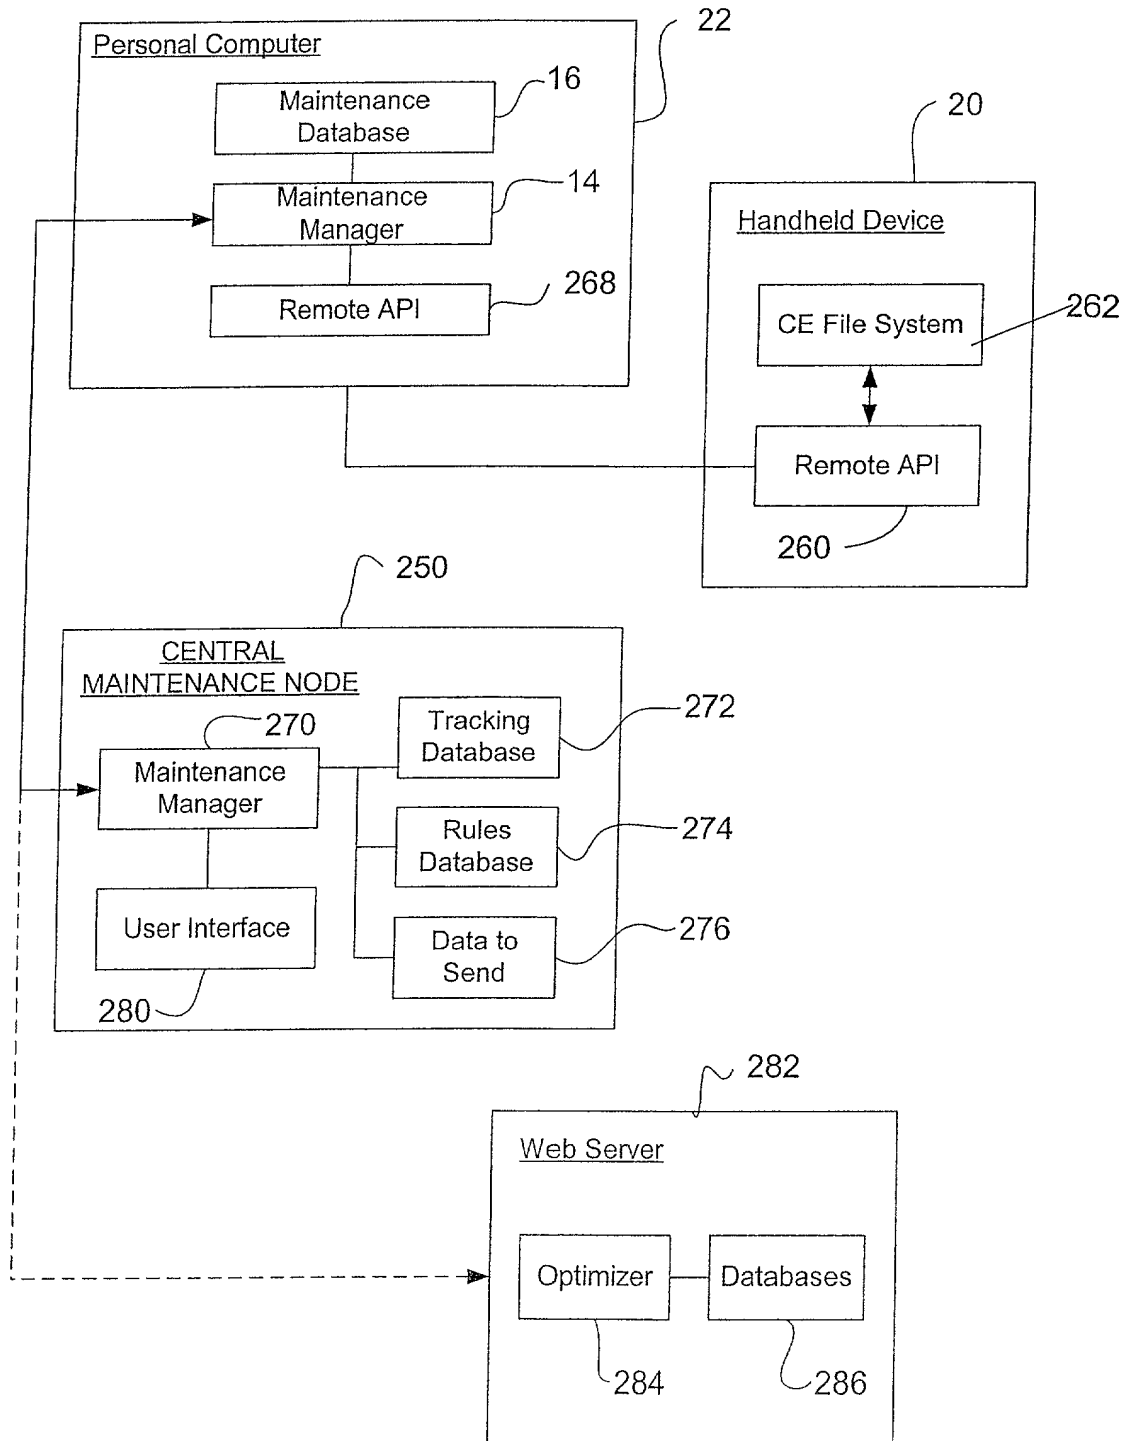 Personal Computer
22
Maintenance
Database
16
Maintenance
Manager
14
Remote API
268
20
Handheld Device
CE File System
262
Remote API
260
250
CENTRAL
MAINTENANCE NODE
270
Maintenance
Manager
Tracking
Database
272
Rules
Database
274
User Interface
280
Data to
Send
276
282
Web Server
Optimizer
Databases
284
286